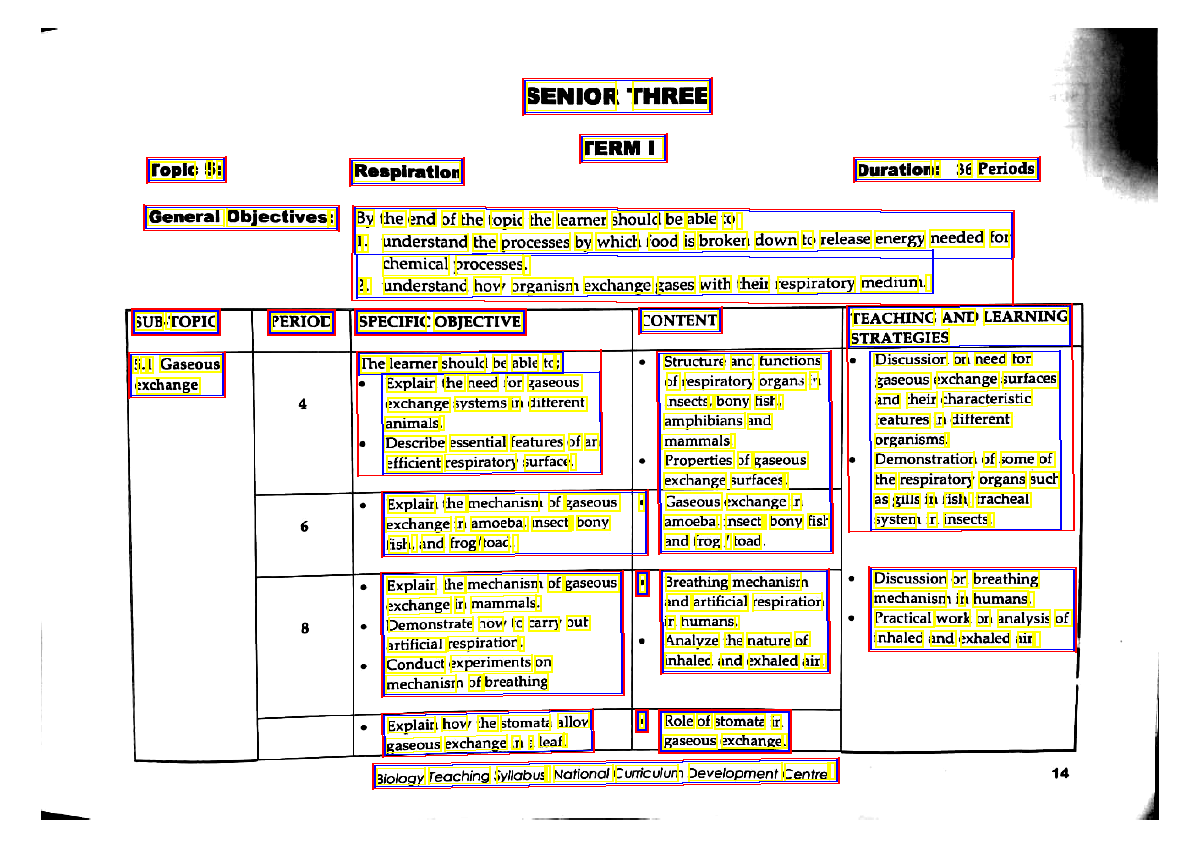 SENIOR THREE
TERM I
Topic 5: Respiration Duration: 36 Periods
General Objectives: By the end of the topic the learner should be able to;
1. understand the processes by which food is broken down to release energy needed for
chemical processes.
2. understand how organism exchange gases with their respiratory medium.
SUB-TOPIC PERIOD SPECIFIC OBJECTIVE CONTENT TEACHING AND LEARNING
STRATEGIES
5.1 Gaseous
exchange
4
The learner should be able to;
• Explain the need for gaseous
exchange systems in different
animals.
• Describe essential features of an
efficient respiratory surface.
• Structure and functions
of respiratory organs in
insects, bony fish,
amphibians and
mammals.
• Properties of gaseous
exchange surfaces.
• Discussion on need for
gaseous exchange surfaces
and their characteristic
features in different
organisms.
• Demonstration of some of
the respiratory organs such
as gills in fish, tracheal
system in insects.
6
• Explain the mechanism of gaseous
exchange in amoeba, insect, bony
fish, and frog/toad.
• Gaseous exchange in
amoeba, insect, bony fish
and frog / toad.
8
• Explain the mechanism of gaseous
exchange in mammals.
• Demonstrate how to carry out
artificial respiration.
• Conduct experiments on
mechanism of breathing
• Breathing mechanism
and artificial respiration
in humans.
• Analyze the nature of
inhaled and exhaled air.
• Discussion on breathing
mechanism in humans.
• Practical work on analysis of
inhaled and exhaled air.
• Explain how the stomata allow
gaseous exchange in a leaf.
• Role of stomata in
gaseous exchange.
Biology Teaching Syllabus National Curriculum Development Centre
14